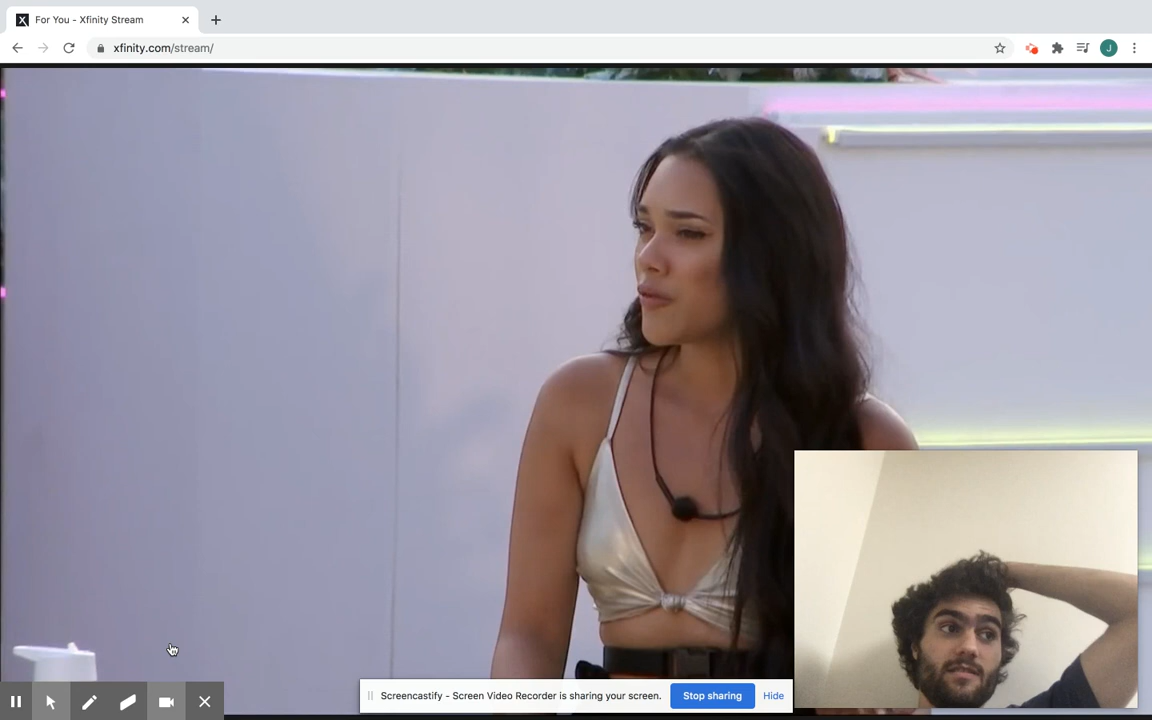 For You - Xfinity Stream
xfinity.com/stream/
J
Screencastify - Screen Video Recorder is sharing your screen.
Stop sharing
Hide